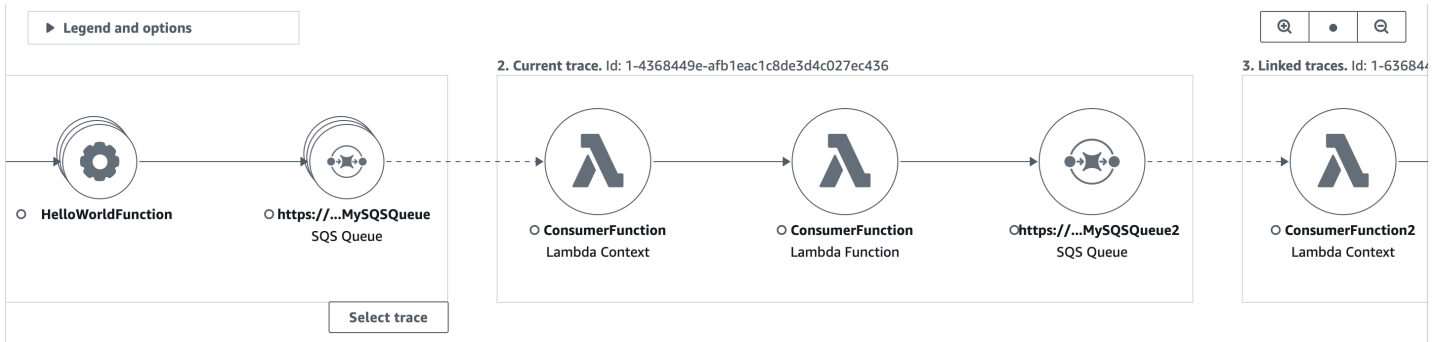 Legend and options
2. Current trace. Id: 1-4368449e-afb1eac1c8de3d4c027ec436
3. Linked traces. Id: 1-63684
HelloWorldFunction
https://...MySQSQueue
SQS Queue
ConsumerFunction
Lambda Context
ConsumerFunction
Lambda Function
https://...MySQSQueue2
SQS Queue
ConsumerFunction2
Lambda Context
Select trace